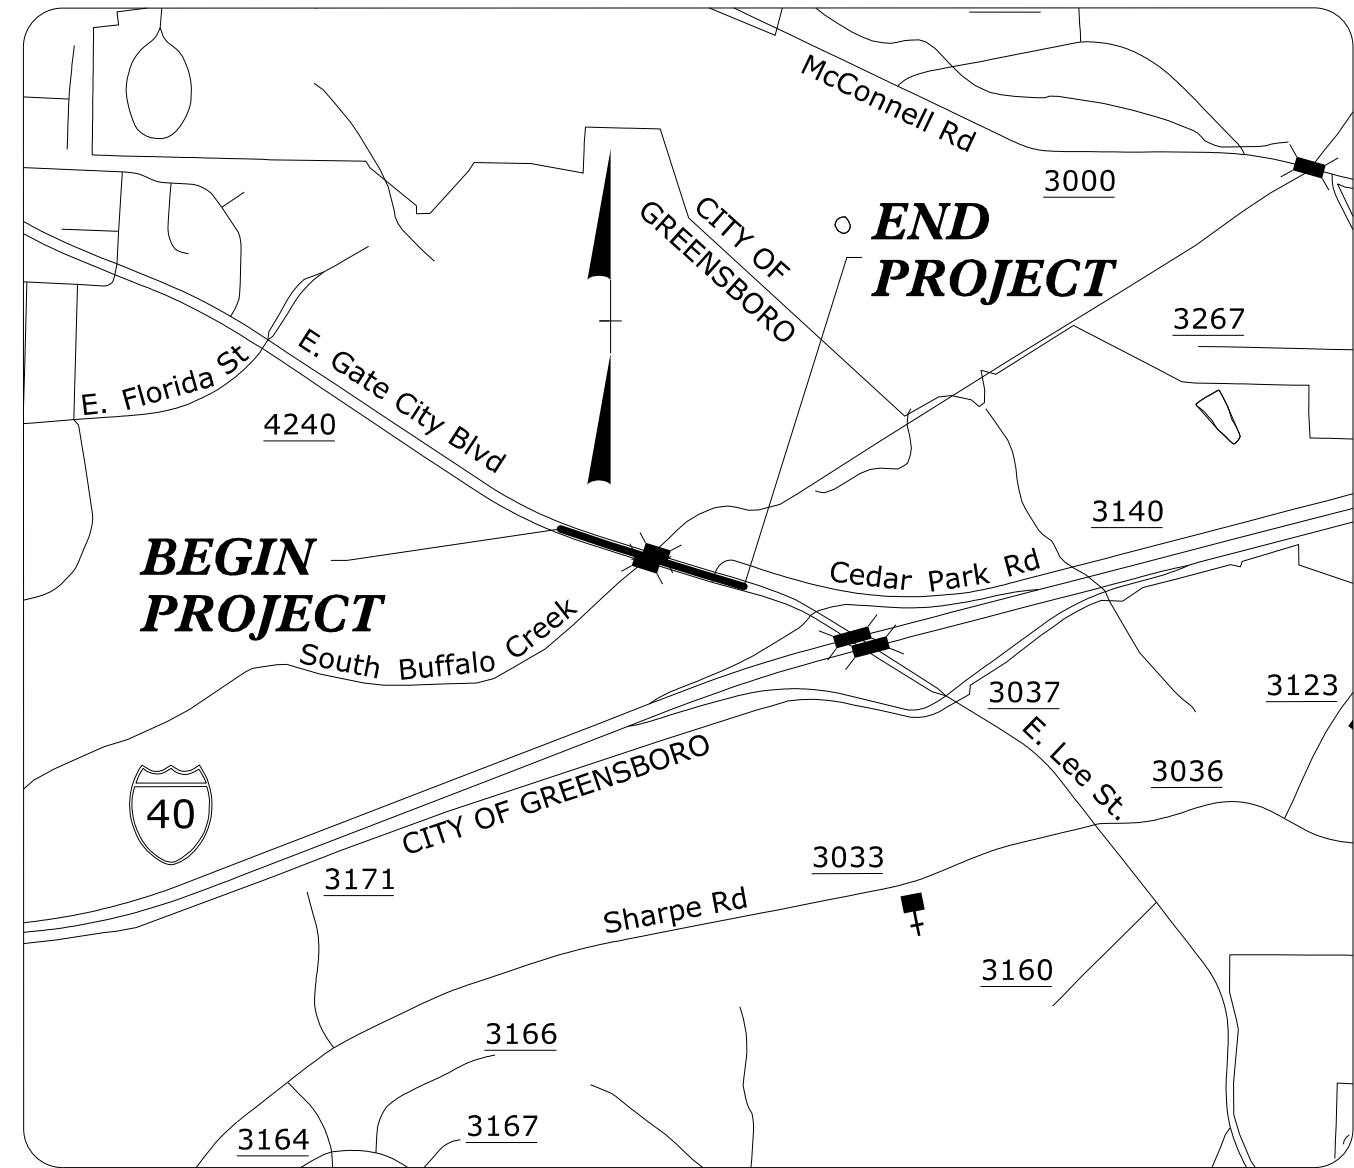 McConnell Rd
3000
CITY OF
GREENSBORO
END
PROJECT
3267
E. Florida St
E. Gate City Blvd
4240
3140
BEGIN
PROJECT
Cedar Park Rd
South Buffalo Creek
3037
3123
E. Lee St.
CITY OF GREENSBORO
3036
40
3033
3171
Sharpe Rd
3160
3166
3167
3164